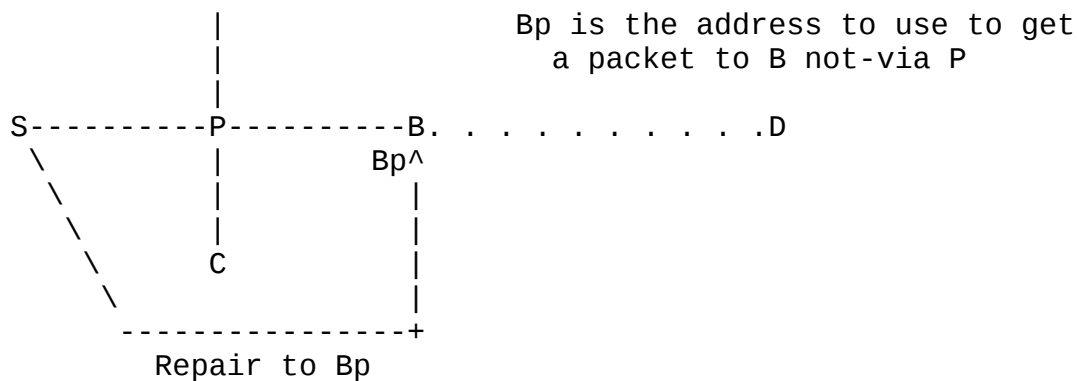 Bp is the address to use to get
a packet to B not-via P
S----------P----------B. . . . . . . . . .D
Bp^
C
----------------+
Repair to Bp